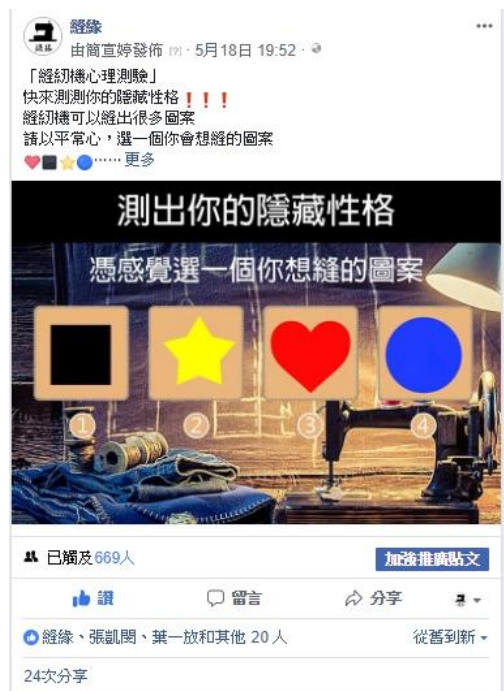 縫緣
由簡宣婷發佈 [?] · 5月18日 19:52 ·
「縫紉機心理測驗」
快來測測你的隱藏性格❗❗❗
縫紉機可以縫出很多圖案
請以平常心，選一個你會想縫的圖案
❤️⬛⭐🔵……更多
測出你的隱藏性格
憑感覺選一個你想縫的圖案
1 2 3 4
已觸及669人 加強推廣貼文
讚 留言 分享
縫緣、張凱閔、葉一放和其他 20 人 從舊到新
24次分享